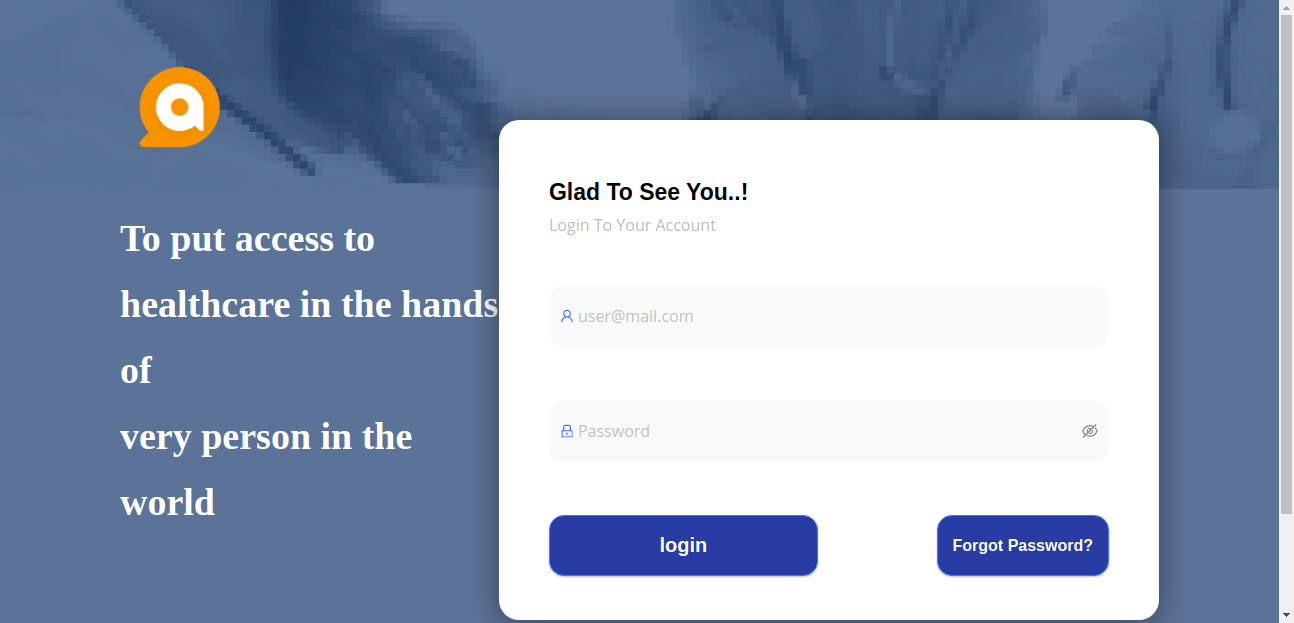 To put access to
healthcare in the hands
of
very person in the
world
Glad To See You..!
Login To Your Account
user@mail.com
Password
login
Forgot Password?